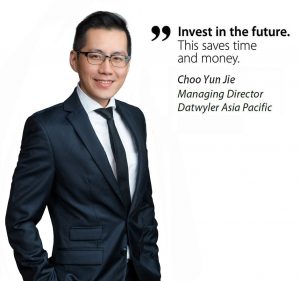 ❞ Invest in the future.
This saves time
and money.
Choo Yun Jie
Managing Director
Datwyler Asia Pacific